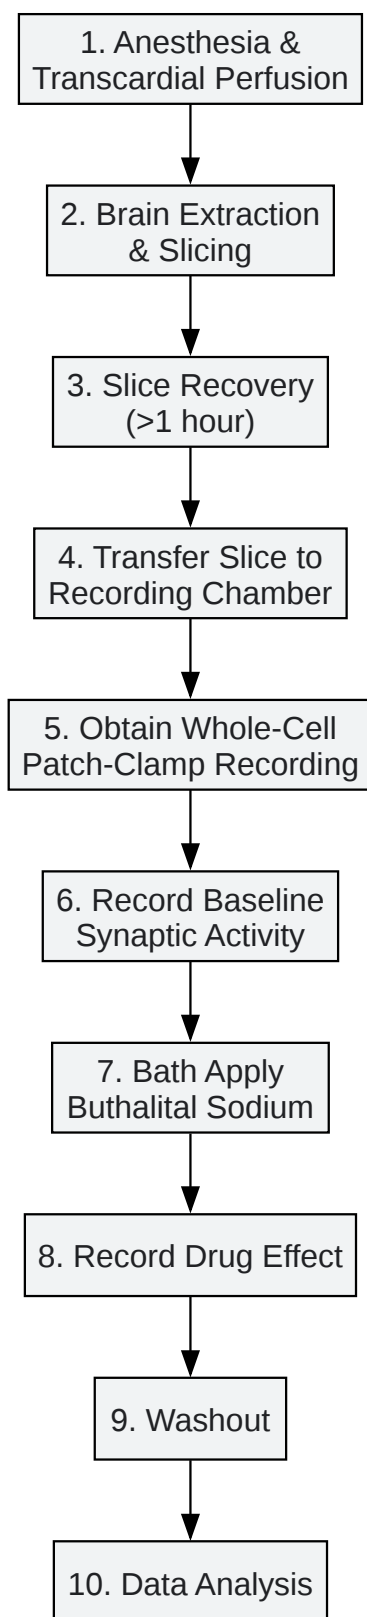 1. Anesthesia &
Transcardial Perfusion
2. Brain Extraction
& Slicing
3. Slice Recovery
(>1 hour)
4. Transfer Slice to
Recording Chamber
5. Obtain Whole-Cell
Patch-Clamp Recording
6. Record Baseline
Synaptic Activity
7. Bath Apply
Buthalital Sodium
8. Record Drug Effect
9. Washout
10. Data Analysis